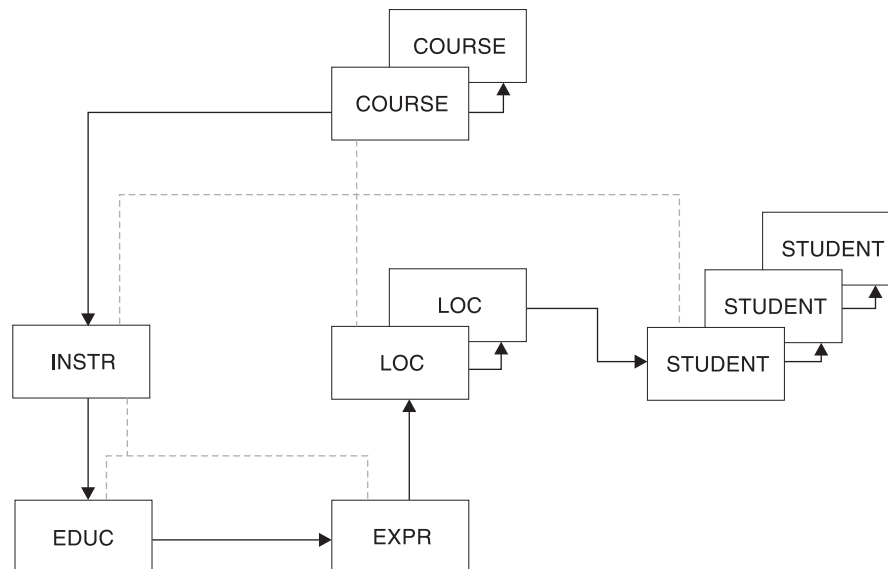 COURSE
COURSE
STUDENT
LOC
STUDENT
INSTR
LOC
STUDENT
EDUC
EXPR